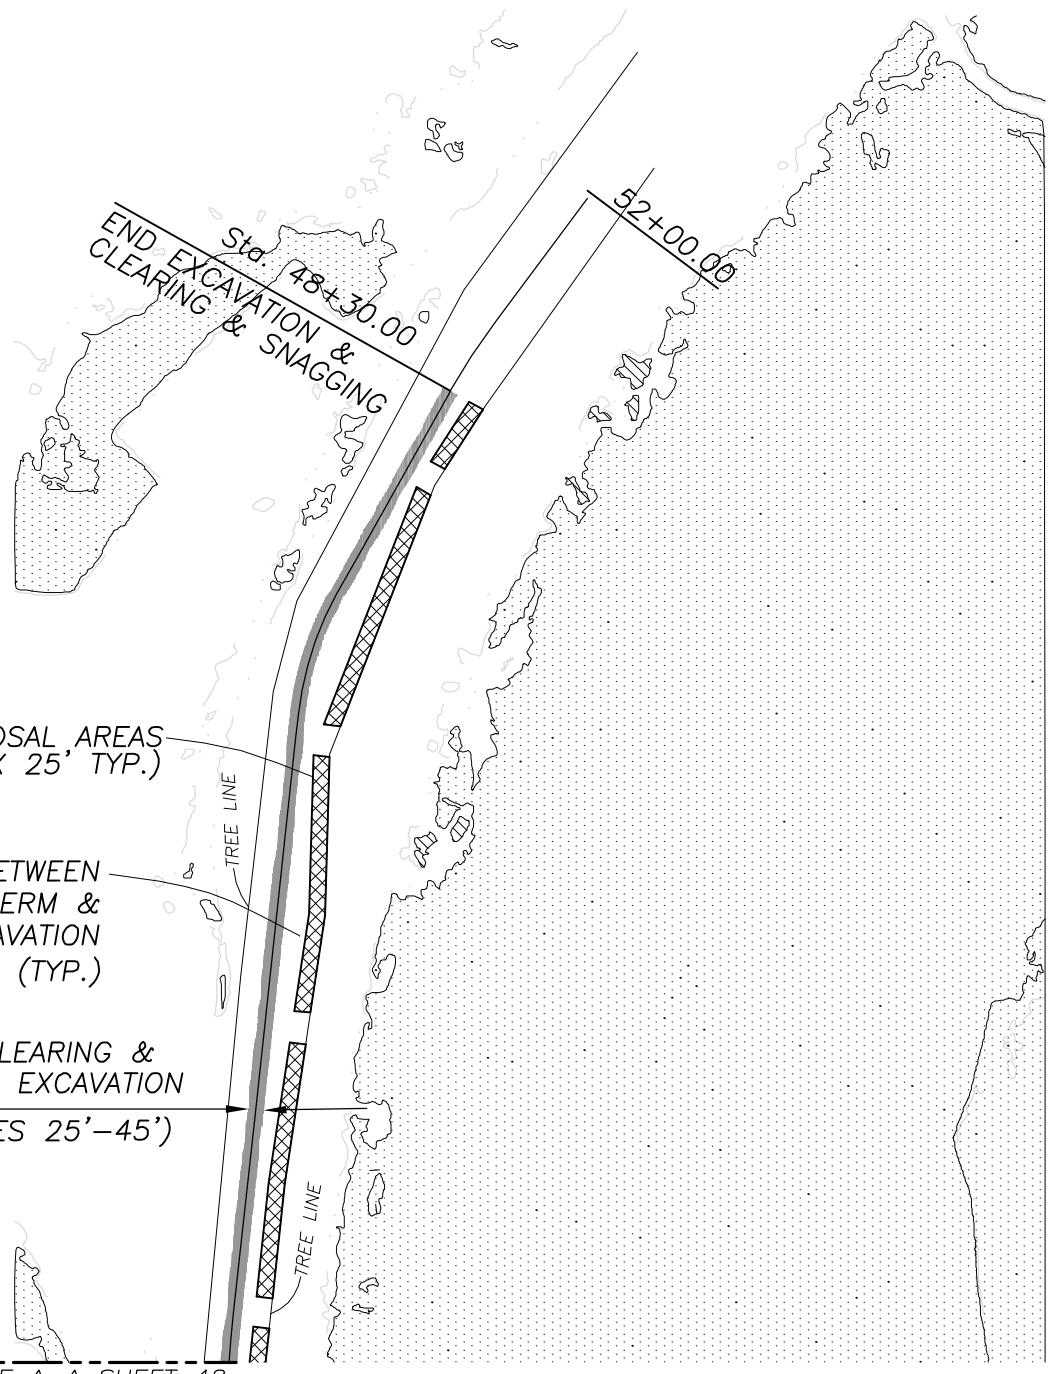 52+00.00
Sta. 48+30.00
END EXCAVATION &
CLEARING & SNAGGING
OSAL AREAS
X 25' TYP.)
TREE LINE
ETWEEN
ERM &
AVATION
(TYP.)
LEARING &
EXCAVATION
ES 25'-45')
TREE LINE